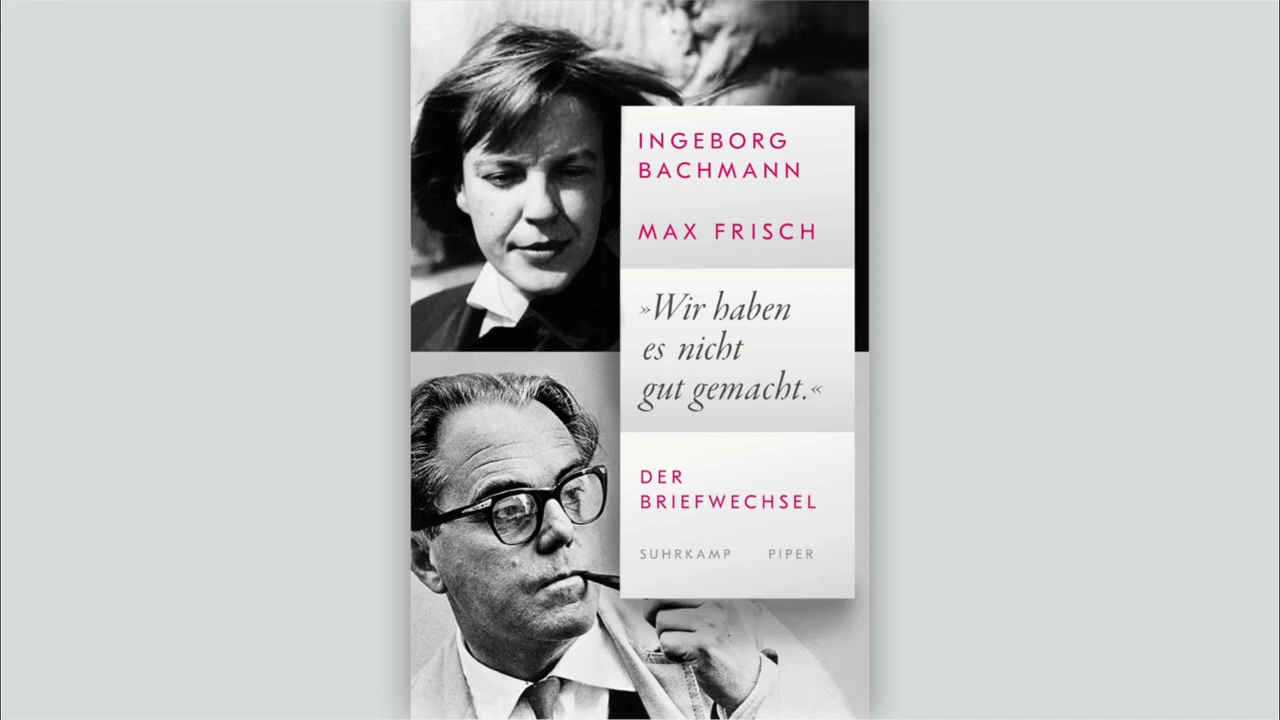 INGEBORG
BACHMANN
MAX FRISCH
»Wir haben
es nicht
gut gemacht.«
DER
BRIEFWECHSEL
SUHRKAMP PIPER